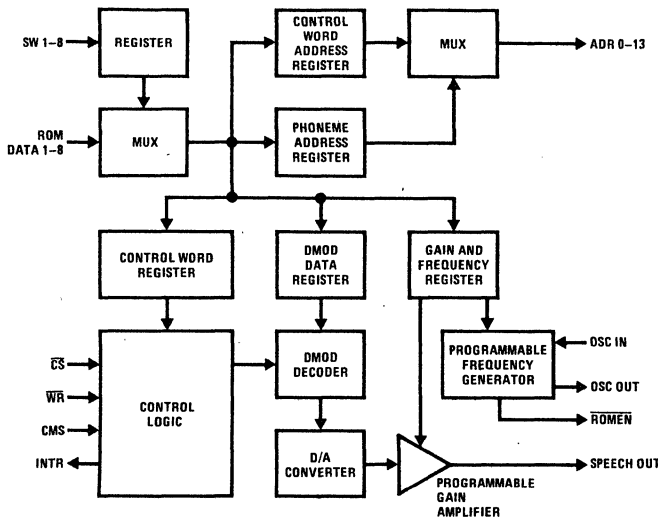 SW 1–8
REGISTER
CONTROL
WORD
ADDRESS
REGISTER
MUX
ADR 0–13
ROM
DATA 1–8
MUX
PHONEME
ADDRESS
REGISTER
CONTROL WORD
REGISTER
DMOD
DATA
REGISTER
GAIN AND
FREQUENCY
REGISTER
CS
WR
CMS
INTR
CONTROL
LOGIC
DMOD
DECODER
PROGRAMMABLE
FREQUENCY
GENERATOR
OSC IN
OSC OUT
ROMEN
D/A
CONVERTER
SPEECH OUT
PROGRAMMABLE
GAIN
AMPLIFIER